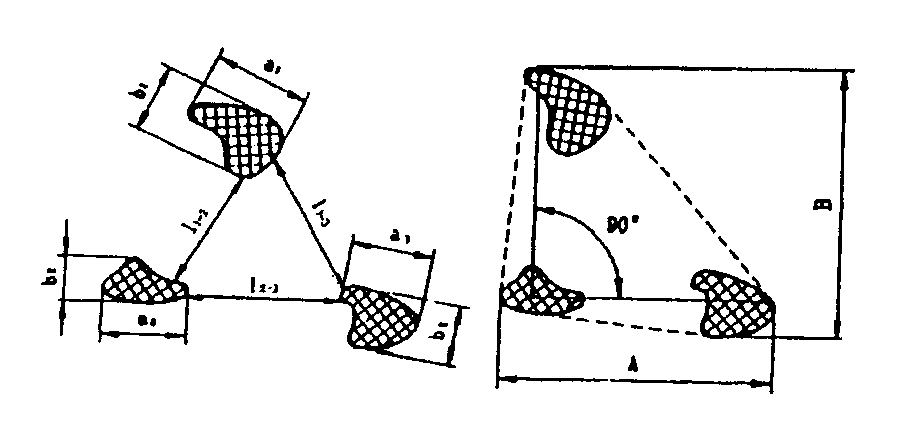 a₁
b₁
l₁₋₂
l₁₋₃
a₃
b₂
l₂₋₃
a₂
b₃
90°
B
A